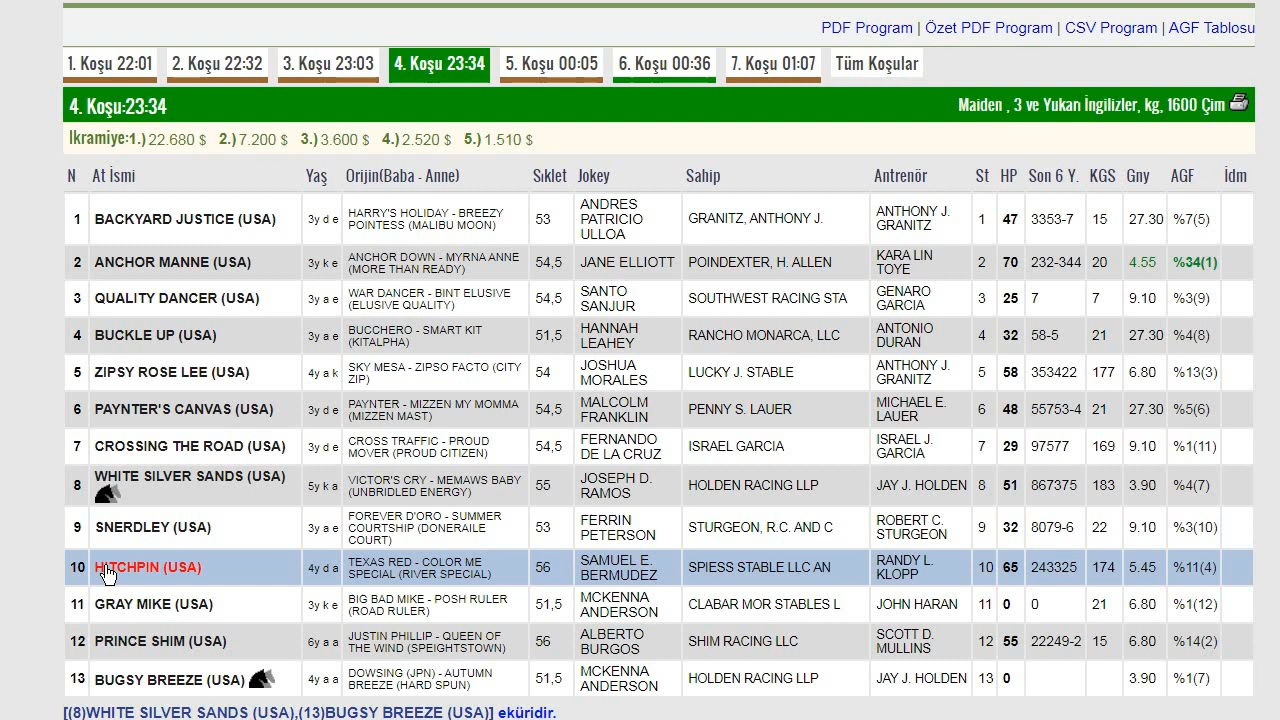 PDF Program | Özet PDF Program | CSV Program | AGF Tablosu
1. Koşu 22:01 2. Koşu 22:32 3. Koşu 23:03 4. Koşu 23:34 5. Koşu 00:05 6. Koşu 00:36 7. Koşu 01:07 Tüm Koşular
4. Koşu:23:34 Maiden , 3 ve Yukarı İngilizler, kg, 1600 Çim
Ikramiye:1.) 22.680 $ 2.) 7.200 $ 3.) 3.600 $ 4.) 2.520 $ 5.) 1.510 $
N At İsmi Yaş Orijin(Baba - Anne) Sıklet Jokey Sahip Antrenör St HP Son 6 Y. KGS Gny AGF İdm
1 BACKYARD JUSTICE (USA) 3y d e HARRY'S HOLIDAY - BREEZY POINTESS (MALIBU MOON) 53 ANDRES PATRICIO ULLOA GRANITZ, ANTHONY J. ANTHONY J. GRANITZ 1 47 3353-7 15 27.30 %7(5)
2 ANCHOR MANNE (USA) 3y k e ANCHOR DOWN - MYRNA ANNE (MORE THAN READY) 54,5 JANE ELLIOTT POINDEXTER, H. ALLEN KARA LIN TOYE 2 70 232-344 20 4.55 %34(1)
3 QUALITY DANCER (USA) 3y a e WAR DANCER - BINT ELUSIVE (ELUSIVE QUALITY) 54,5 SANTO SANJUR SOUTHWEST RACING STA GENARO GARCIA 3 25 7 7 9.10 %3(9)
4 BUCKLE UP (USA) 3y a e BUCCHERO - SMART KIT (KITALPHA) 51,5 HANNAH LEAHEY RANCHO MONARCA, LLC ANTONIO DURAN 4 32 58-5 21 27.30 %4(8)
5 ZIPSY ROSE LEE (USA) 4y a k SKY MESA - ZIPSO FACTO (CITY ZIP) 54 JOSHUA MORALES LUCKY J. STABLE ANTHONY J. GRANITZ 5 58 353422 177 6.80 %13(3)
6 PAYNTER'S CANVAS (USA) 3y d e PAYNTER - MIZZEN MY MOMMA (MIZZEN MAST) 54,5 MALCOLM FRANKLIN PENNY S. LAUER MICHAEL E. LAUER 6 48 55753-4 21 27.30 %5(6)
7 CROSSING THE ROAD (USA) 3y d e CROSS TRAFFIC - PROUD MOVER (PROUD CITIZEN) 54,5 FERNANDO DE LA CRUZ ISRAEL GARCIA ISRAEL J. GARCIA 7 29 97577 169 9.10 %1(11)
8 WHITE SILVER SANDS (USA) 5y k a VICTOR'S CRY - MEMAWS BABY (UNBRIDLED ENERGY) 55 JOSEPH D. RAMOS HOLDEN RACING LLP JAY J. HOLDEN 8 51 867375 183 3.90 %4(7)
9 SNERDLEY (USA) 3y a e FOREVER D'ORO - SUMMER COURTSHIP (DONERAILE COURT) 53 FERRIN PETERSON STURGEON, R.C. AND C ROBERT C. STURGEON 9 32 8079-6 22 9.10 %3(10)
10 HITCHPIN (USA) 4y d a TEXAS RED - COLOR ME SPECIAL (RIVER SPECIAL) 56 SAMUEL E. BERMUDEZ SPIESS STABLE LLC AN RANDY L. KLOPP 10 65 243325 174 5.45 %11(4)
11 GRAY MIKE (USA) 3y k e BIG BAD MIKE - POSH RULER (ROAD RULER) 51,5 MCKENNA ANDERSON CLABAR MOR STABLES L JOHN HARAN 11 0 0 21 6.80 %1(12)
12 PRINCE SHIM (USA) 6y a a JUSTIN PHILLIP - QUEEN OF THE WIND (SPEIGHTSTOWN) 56 ALBERTO BURGOS SHIM RACING LLC SCOTT D. MULLINS 12 55 22249-2 15 6.80 %14(2)
13 BUGSY BREEZE (USA) 4y a a DOWSING (JPN) - AUTUMN BREEZE (HARD SPUN) 51,5 MCKENNA ANDERSON HOLDEN RACING LLP JAY J. HOLDEN 13 0 3.90 %1(7)
[(8)WHITE SILVER SANDS (USA),(13)BUGSY BREEZE (USA)] eküridir.